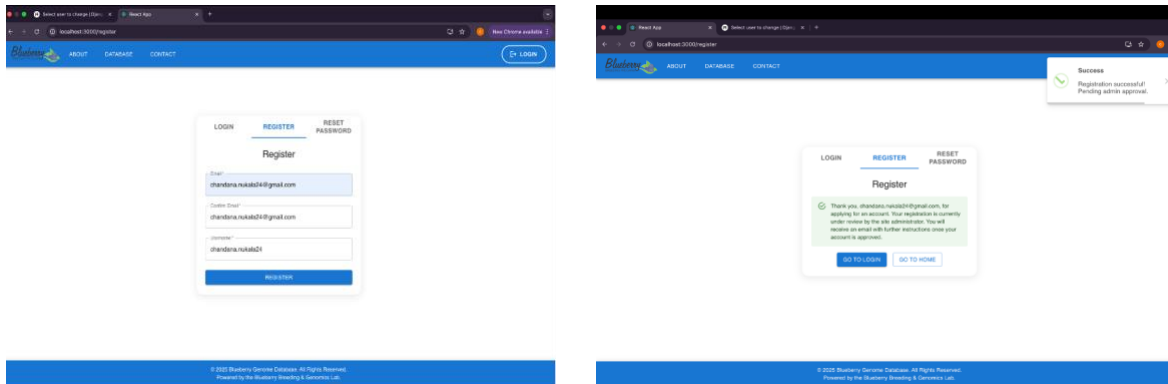 Select user to change | Djan
React App
localhost:3000/register
New Chrome available
Blueberry
ABOUT
DATABASE
CONTACT
LOGIN
LOGIN
REGISTER
RESET
PASSWORD
Register
Email*
chandana.nukala24@gmail.com
Confirm Email*
chandana.nukala24@gmail.com
Username*
chandana.nukala24
REGISTER
© 2025 Blueberry Genome Database. All Rights Reserved.
Powered by the Blueberry Breeding & Genomics Lab.
React App
Select user to change | Djan
localhost:3000/register
Blueberry
ABOUT
DATABASE
CONTACT
Success
Registration successful!
Pending admin approval.
LOGIN
REGISTER
RESET
PASSWORD
Register
Thank you, chandana.nukala24@gmail.com, for
applying for an account. Your registration is currently
under review by the site administrator. You will
receive an email with further instructions once your
account is approved.
GO TO LOGIN
GO TO HOME
© 2025 Blueberry Genome Database. All Rights Reserved.
Powered by the Blueberry Breeding & Genomics Lab.